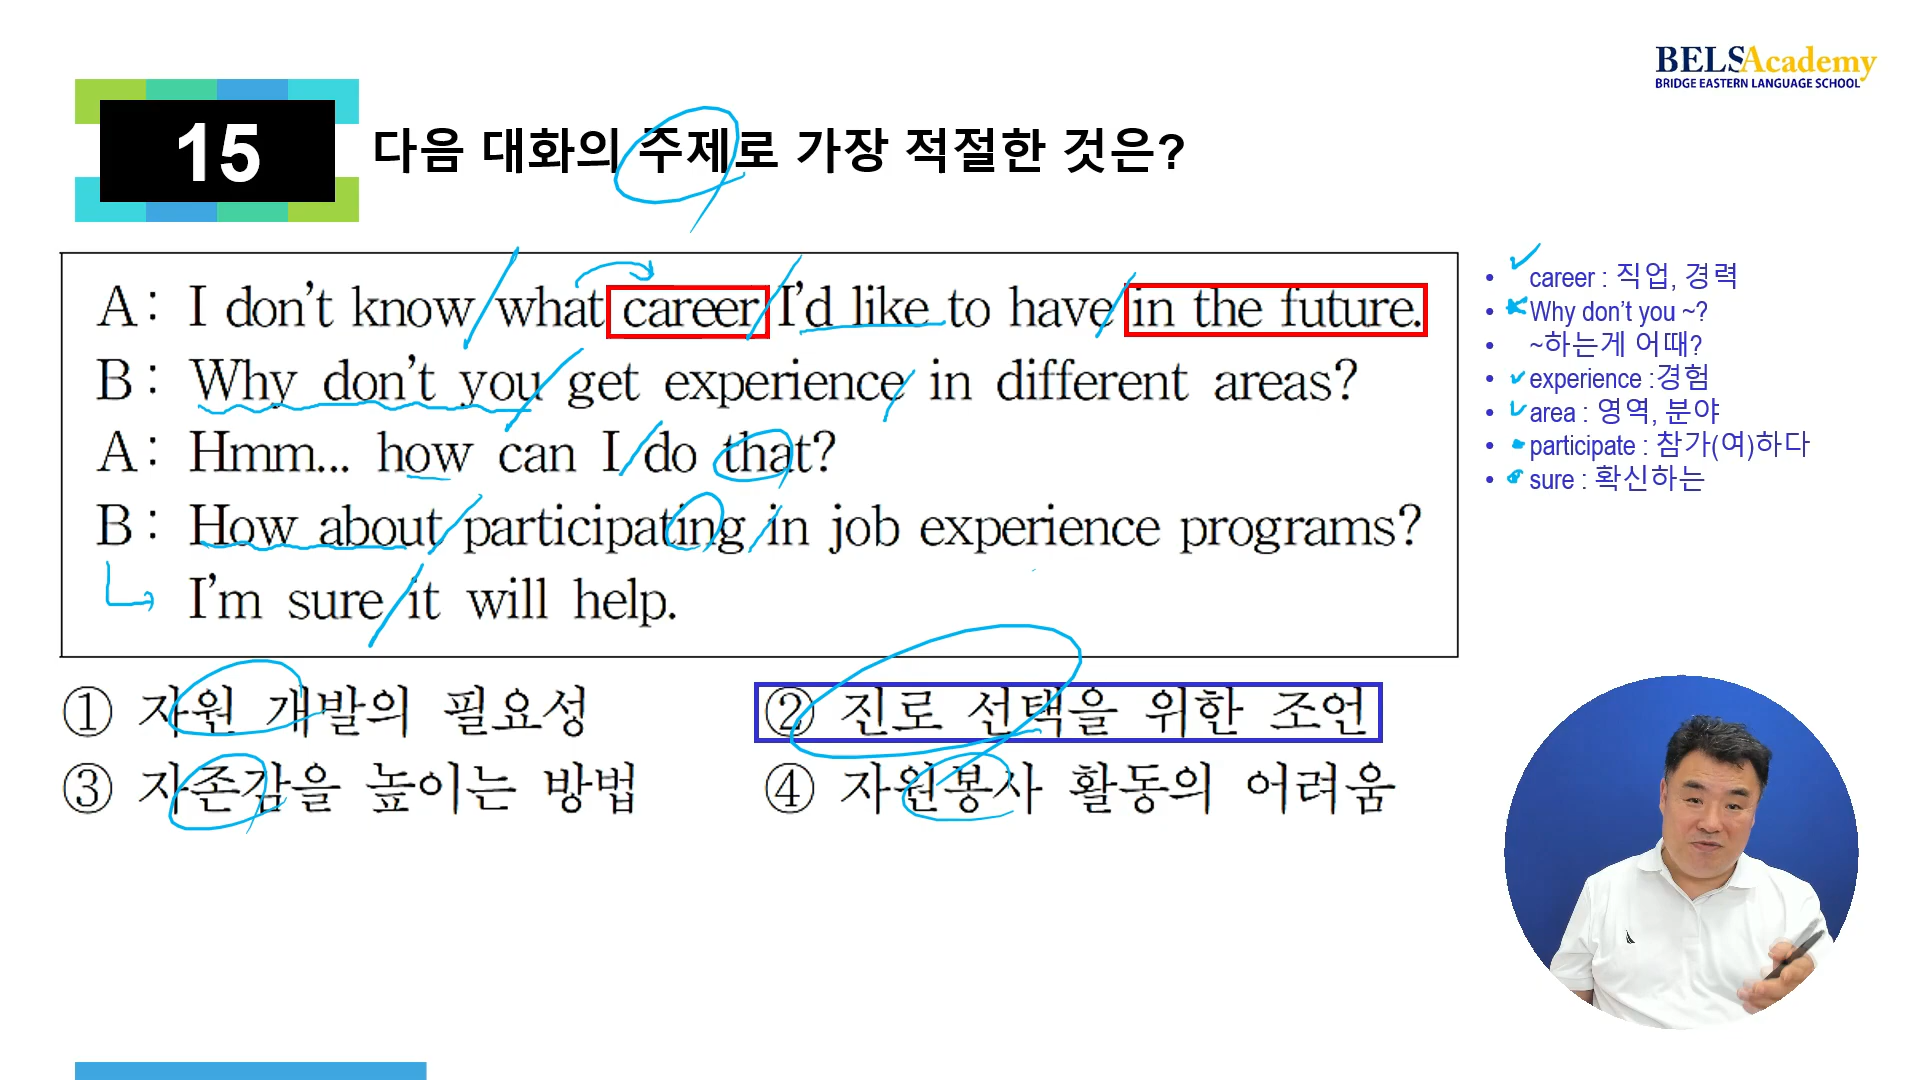 BELSAcademy
BRIDGE EASTERN LANGUAGE SCHOOL
15
다음 대화의 주제로 가장 적절한 것은?
A : I don't know what career I'd like to have in the future.
B : Why don't you get experience in different areas?
A : Hmm... how can I do that?
B : How about participating in job experience programs?
I'm sure it will help.
① 자원 개발의 필요성
② 진로 선택을 위한 조언
③ 자존감을 높이는 방법
④ 자원봉사 활동의 어려움
• career : 직업, 경력
• Why don't you ~?
• ~하는게 어때?
• experience :경험
• area : 영역, 분야
• participate : 참가(여)하다
• sure : 확신하는